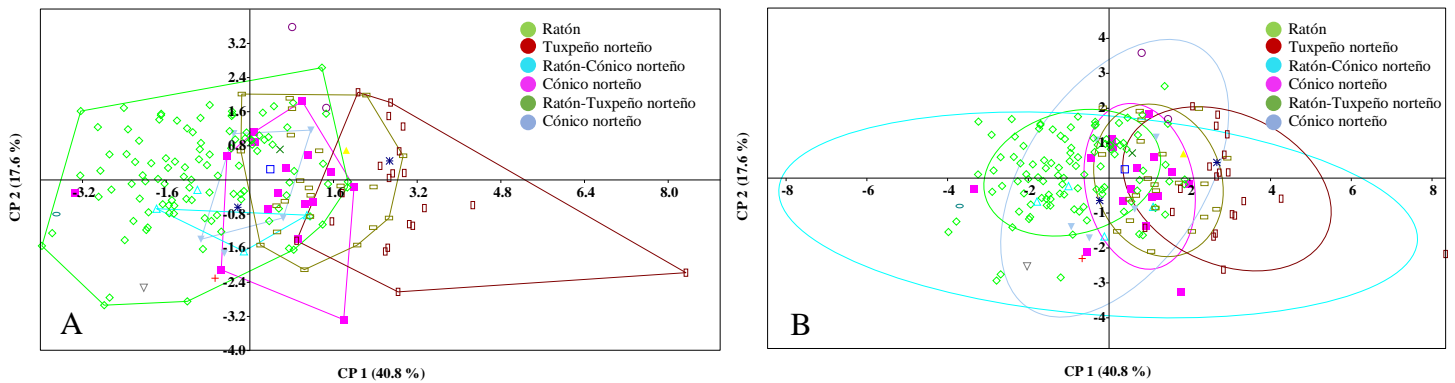 3.2
2.4
1.6
0.8
-3.2
-1.6
1.6
3.2
4.8
6.4
8.0
-0.8
-1.6
-2.4
-3.2
-4.0
CP 2 (17.6 %)
CP 1 (40.8 %)
A
Ratón
Tuxpeño norteño
Ratón-Cónico norteño
Cónico norteño
Ratón-Tuxpeño norteño
Cónico norteño
4
3
2
1
-8
-6
-4
-2
2
4
6
8
-1
-2
-3
-4
CP 2 (17.6 %)
CP 1 (40.8 %)
B
Ratón
Tuxpeño norteño
Ratón-Cónico norteño
Cónico norteño
Ratón-Tuxpeño norteño
Cónico norteño